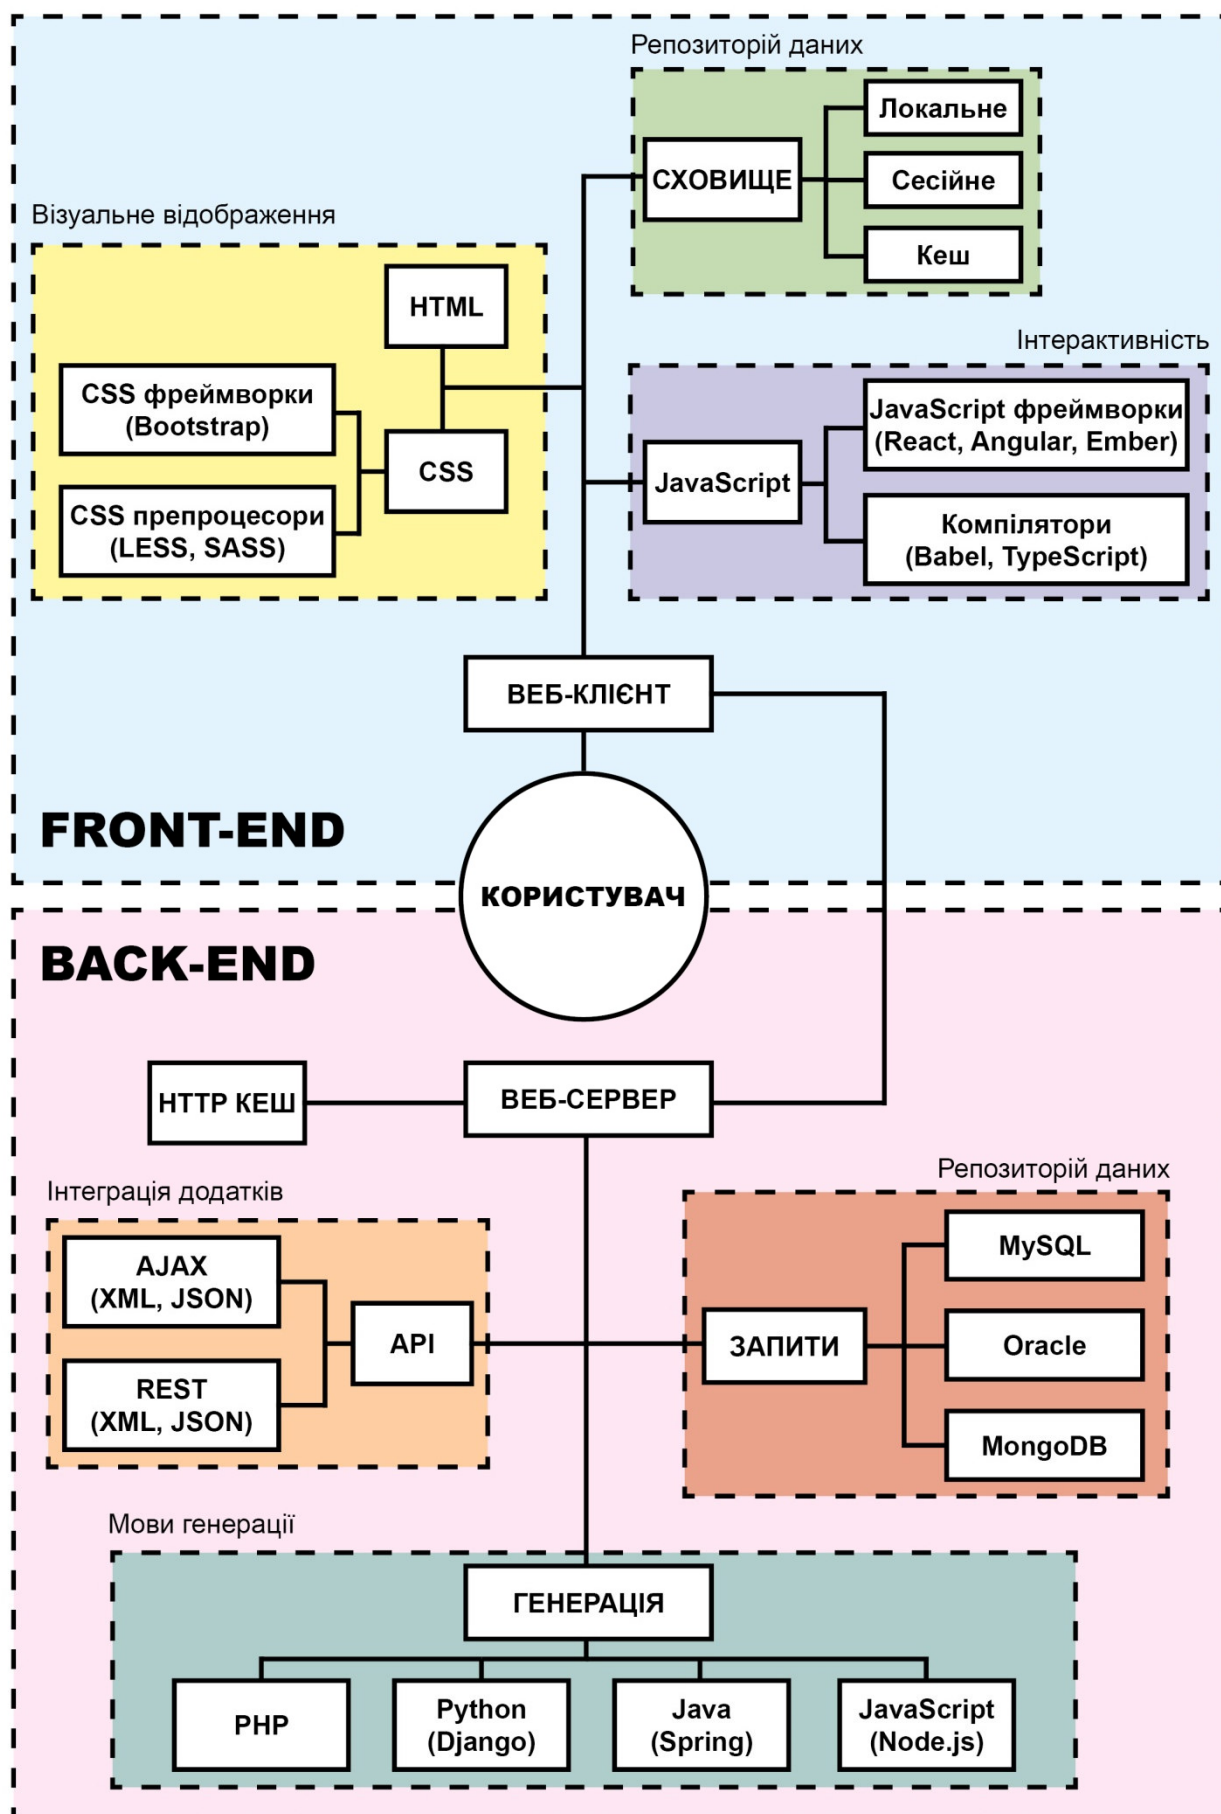 Репозиторій даних
Локальне
СХОВИЩЕ
Сесійне
Кеш
Візуальне відображення
HTML
CSS фреймворки
(Bootstrap)
CSS
CSS препроцесори
(LESS, SASS)
Інтерактивність
JavaScript фреймворки
(React, Angular, Ember)
JavaScript
Компілятори
(Babel, TypeScript)
ВЕБ-КЛІЄНТ
FRONT-END
КОРИСТУВАЧ
BACK-END
HTTP КЕШ
ВЕБ-СЕРВЕР
Інтеграція додатків
AJAX
(XML, JSON)
API
REST
(XML, JSON)
Репозиторій даних
MySQL
ЗАПИТИ
Oracle
MongoDB
Мови генерації
ГЕНЕРАЦІЯ
PHP
Python
(Django)
Java
(Spring)
JavaScript
(Node.js)